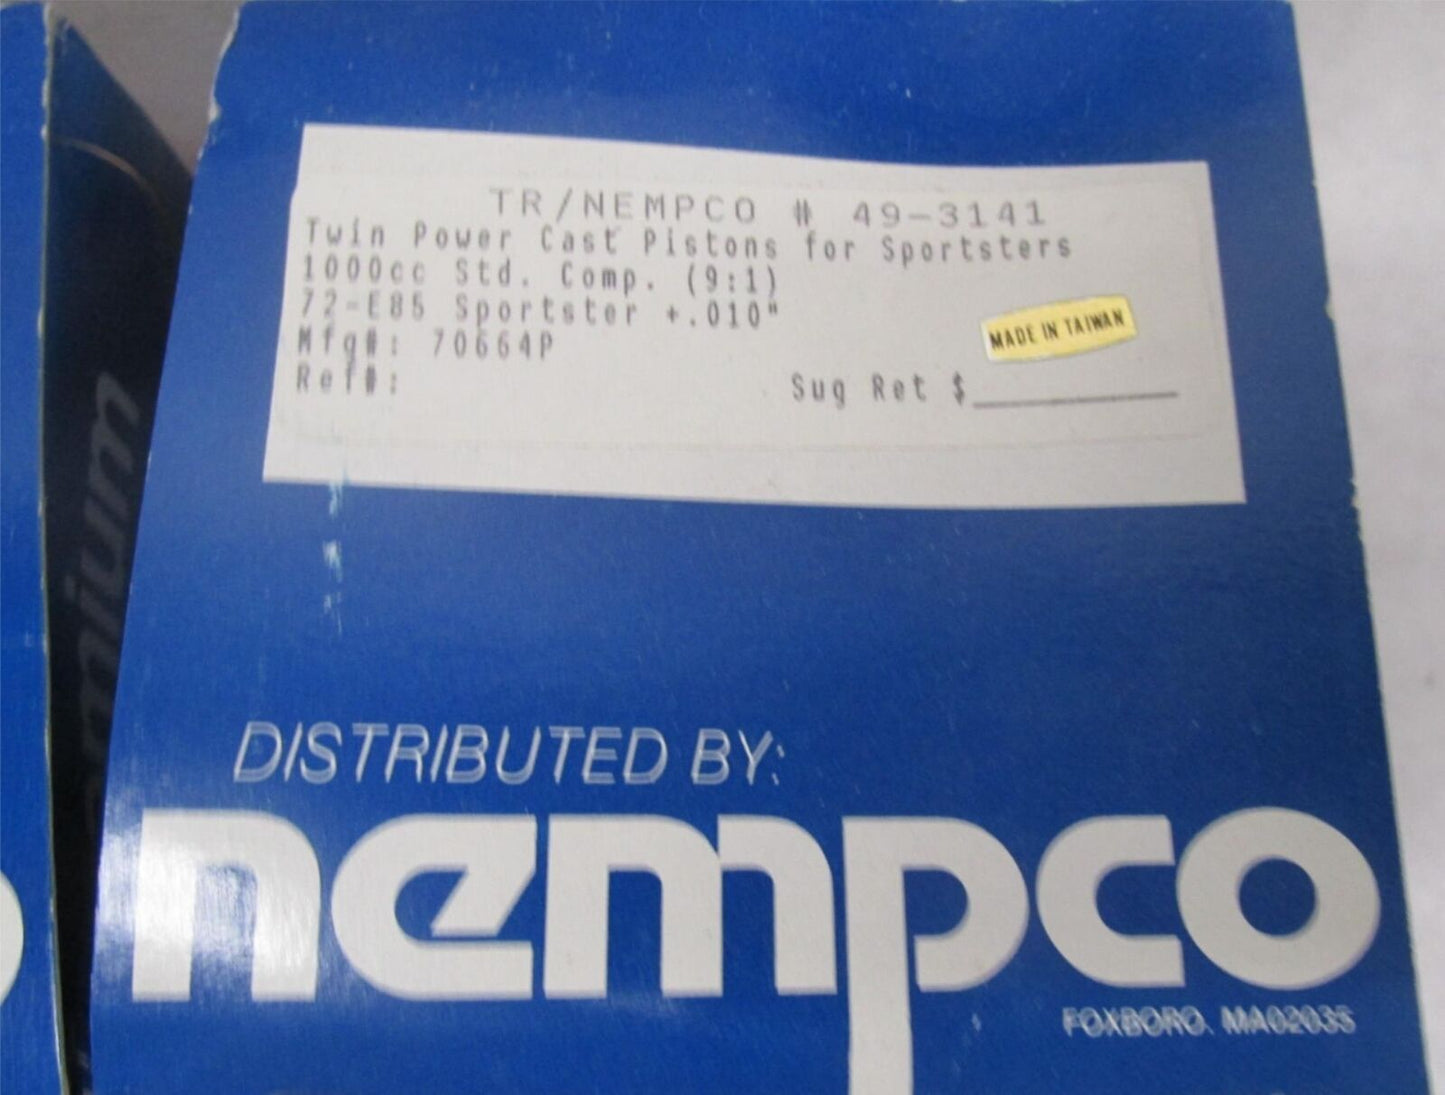 TR/NEMPCO # 49-3141
Twin Power Cast Pistons for Sportsters
1000cc Std. Comp. (9:1)
72-E85 Sportster +.010"
Mfg#: 70664P
Ref#:
MADE IN TAIWAN
Sug Ret $
DISTRIBUTED BY:
nempco
FOXBORO. MA02035